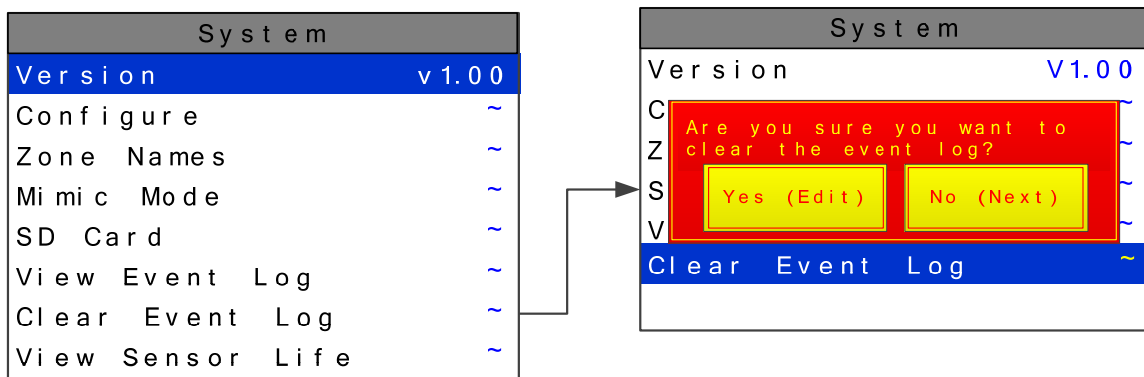 System
Version v1.00
Configure ~
Zone Names ~
Mimic Mode ~
SD Card ~
View Event Log ~
Clear Event Log ~
View Sensor Life ~
System
Version V1.00
C ~
Are you sure you want to
Z clear the event log? ~
S Yes (Edit) No (Next) ~
V ~
Clear Event Log ~